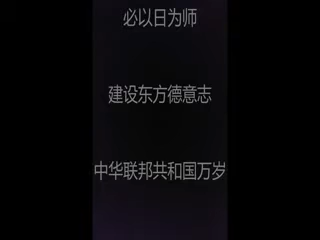 必以日为师
建设东方德意志
中华联邦共和国万岁